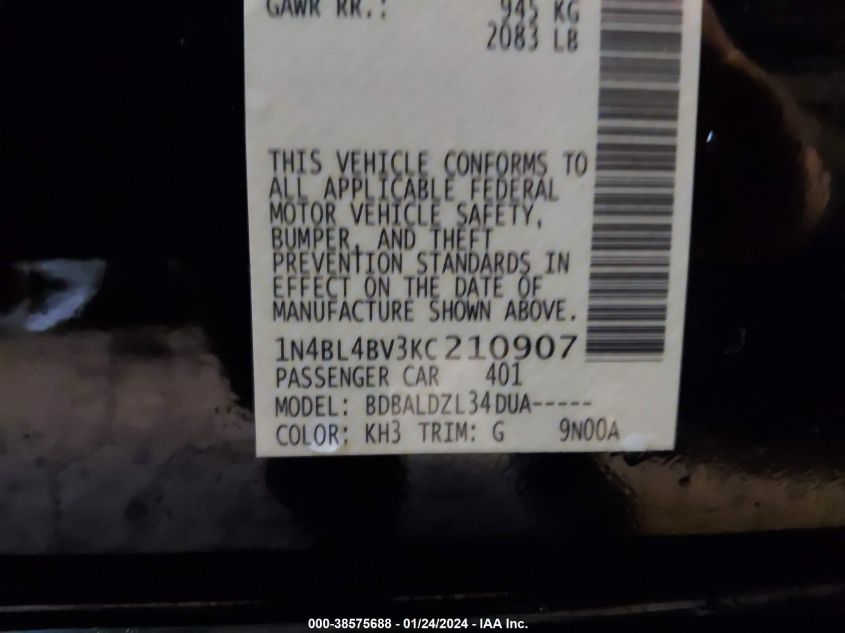 GAWR RR.: 945 KG
2083 LB
THIS VEHICLE CONFORMS TO
ALL APPLICABLE FEDERAL
MOTOR VEHICLE SAFETY,
BUMPER, AND THEFT
PREVENTION STANDARDS IN
EFFECT ON THE DATE OF
MANUFACTURE SHOWN ABOVE.
1N4BL4BV3KC210907
PASSENGER CAR 401
MODEL: BDBALDZL34DUA-----
COLOR: KH3 TRIM: G 9N00A
000-38575688 - 01/24/2024 - IAA Inc.